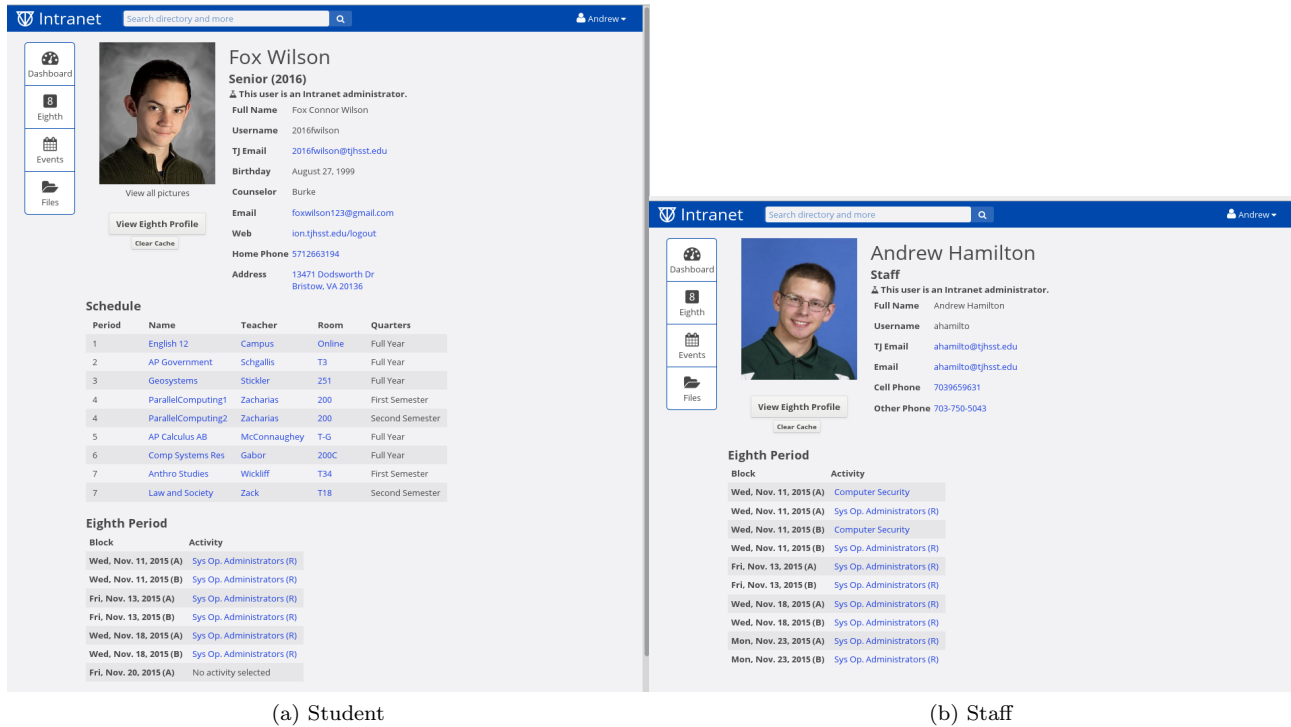 Intranet
Search directory and more
Andrew
Dashboard
8
Eighth
Events
Files
View all pictures
View Eighth Profile
Clear Cache
Fox Wilson
Senior (2016)
This user is an Intranet administrator.
Full Name Fox Connor Wilson
Username 2016fwilson
TJ Email 2016fwilson@tjhsst.edu
Birthday August 27, 1999
Counselor Burke
Email foxwilson123@gmail.com
Web ion.tjhsst.edu/logout
Home Phone 5712663194
Address 13471 Dodsworth Dr
Bristow, VA 20136
Schedule
Period Name Teacher Room Quarters
1 English 12 Campus Online Full Year
2 AP Government Schgallis T3 Full Year
3 Geosystems Stickler 251 Full Year
4 ParallelComputing1 Zacharias 200 First Semester
4 ParallelComputing2 Zacharias 200 Second Semester
5 AP Calculus AB McConnaughey T-G Full Year
6 Comp Systems Res Gabor 200C Full Year
7 Anthro Studies Wickliff T34 First Semester
7 Law and Society Zack T18 Second Semester
Eighth Period
Block Activity
Wed, Nov. 11, 2015 (A) Sys Op. Administrators (R)
Wed, Nov. 11, 2015 (B) Sys Op. Administrators (R)
Fri, Nov. 13, 2015 (A) Sys Op. Administrators (R)
Fri, Nov. 13, 2015 (B) Sys Op. Administrators (R)
Wed, Nov. 18, 2015 (A) Sys Op. Administrators (R)
Wed, Nov. 18, 2015 (B) Sys Op. Administrators (R)
Fri, Nov. 20, 2015 (A) No activity selected
(a) Student
Intranet
Search directory and more
Andrew
Dashboard
8
Eighth
Events
Files
View Eighth Profile
Clear Cache
Andrew Hamilton
Staff
This user is an Intranet administrator.
Full Name Andrew Hamilton
Username ahamilto
TJ Email ahamilto@tjhsst.edu
Email ahamilto@tjhsst.edu
Cell Phone 7039659631
Other Phone 703-750-5043
Eighth Period
Block Activity
Wed, Nov. 11, 2015 (A) Computer Security
Wed, Nov. 11, 2015 (A) Sys Op. Administrators (R)
Wed, Nov. 11, 2015 (B) Computer Security
Wed, Nov. 11, 2015 (B) Sys Op. Administrators (R)
Fri, Nov. 13, 2015 (A) Sys Op. Administrators (R)
Fri, Nov. 13, 2015 (B) Sys Op. Administrators (R)
Wed, Nov. 18, 2015 (A) Sys Op. Administrators (R)
Wed, Nov. 18, 2015 (B) Sys Op. Administrators (R)
Mon, Nov. 23, 2015 (A) Sys Op. Administrators (R)
Mon, Nov. 23, 2015 (B) Sys Op. Administrators (R)
(b) Staff